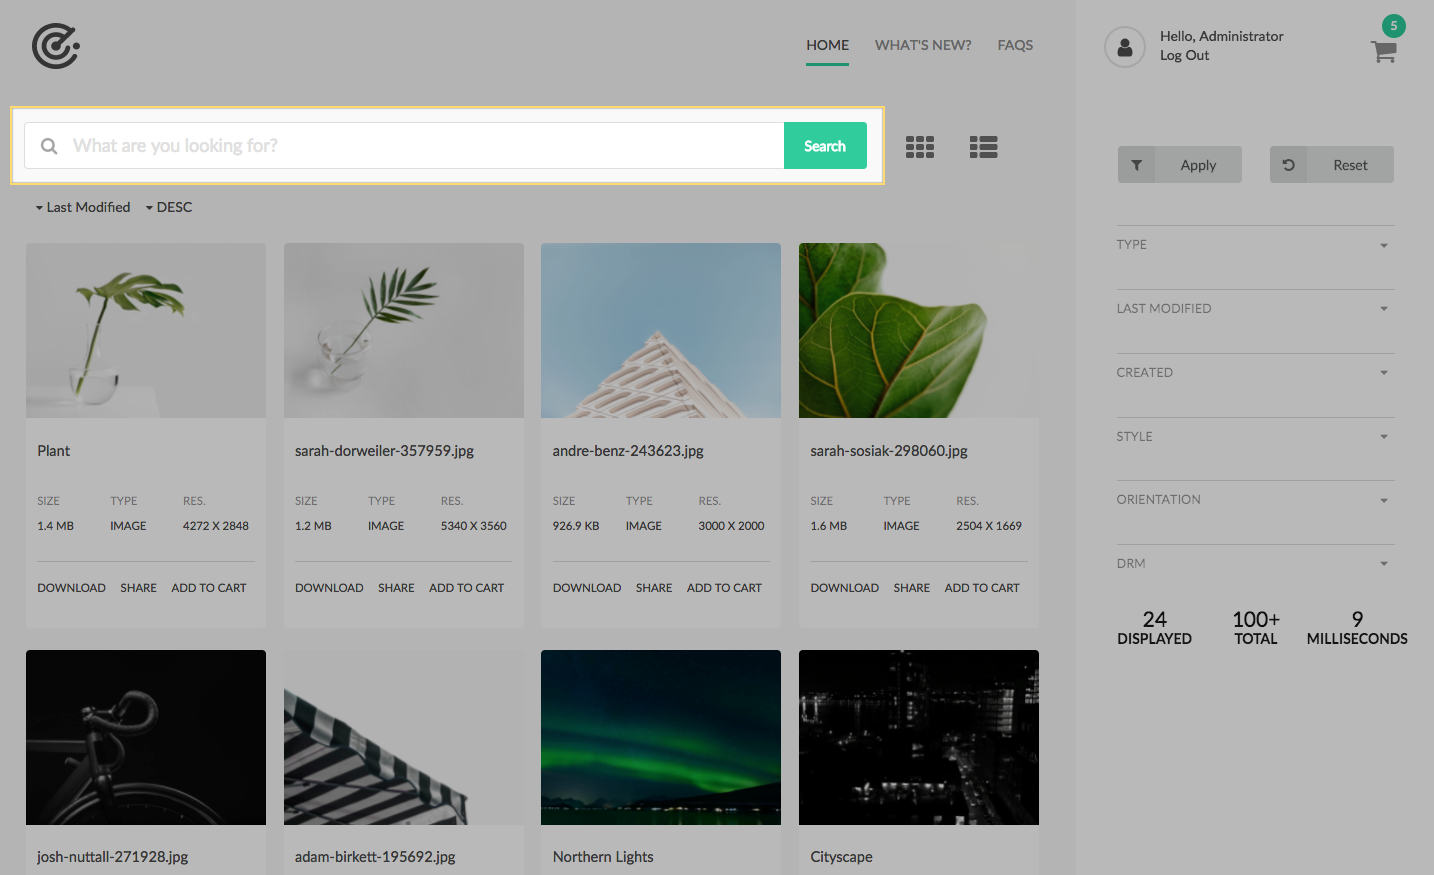 HOME WHAT'S NEW? FAQS
Hello, Administrator
Log Out
5
What are you looking for? Search
Apply Reset
Last Modified DESC
TYPE
LAST MODIFIED
CREATED
STYLE
ORIENTATION
DRM
24 100+ 9
DISPLAYED TOTAL MILLISECONDS
Plant
SIZE TYPE RES.
1.4 MB IMAGE 4272 X 2848
DOWNLOAD SHARE ADD TO CART
sarah-dorweiler-357959.jpg
SIZE TYPE RES.
1.2 MB IMAGE 5340 X 3560
DOWNLOAD SHARE ADD TO CART
andre-benz-243623.jpg
SIZE TYPE RES.
926.9 KB IMAGE 3000 X 2000
DOWNLOAD SHARE ADD TO CART
sarah-sosiak-298060.jpg
SIZE TYPE RES.
1.6 MB IMAGE 2504 X 1669
DOWNLOAD SHARE ADD TO CART
josh-nuttall-271928.jpg
adam-birkett-195692.jpg
Northern Lights
Cityscape